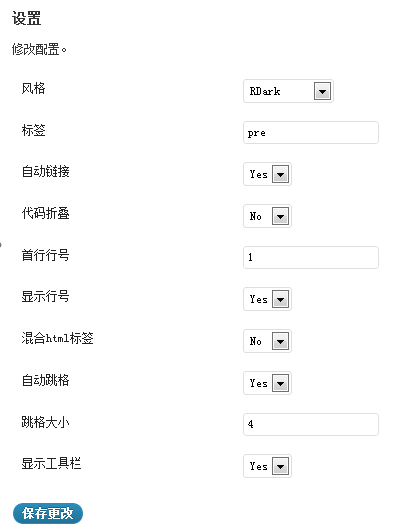 设置
修改配置。
风格 RDark
标签 pre
自动链接 Yes
代码折叠 No
首行行号 1
显示行号 Yes
混合html标签 No
自动跳格 Yes
跳格大小 4
显示工具栏 Yes
保存更改